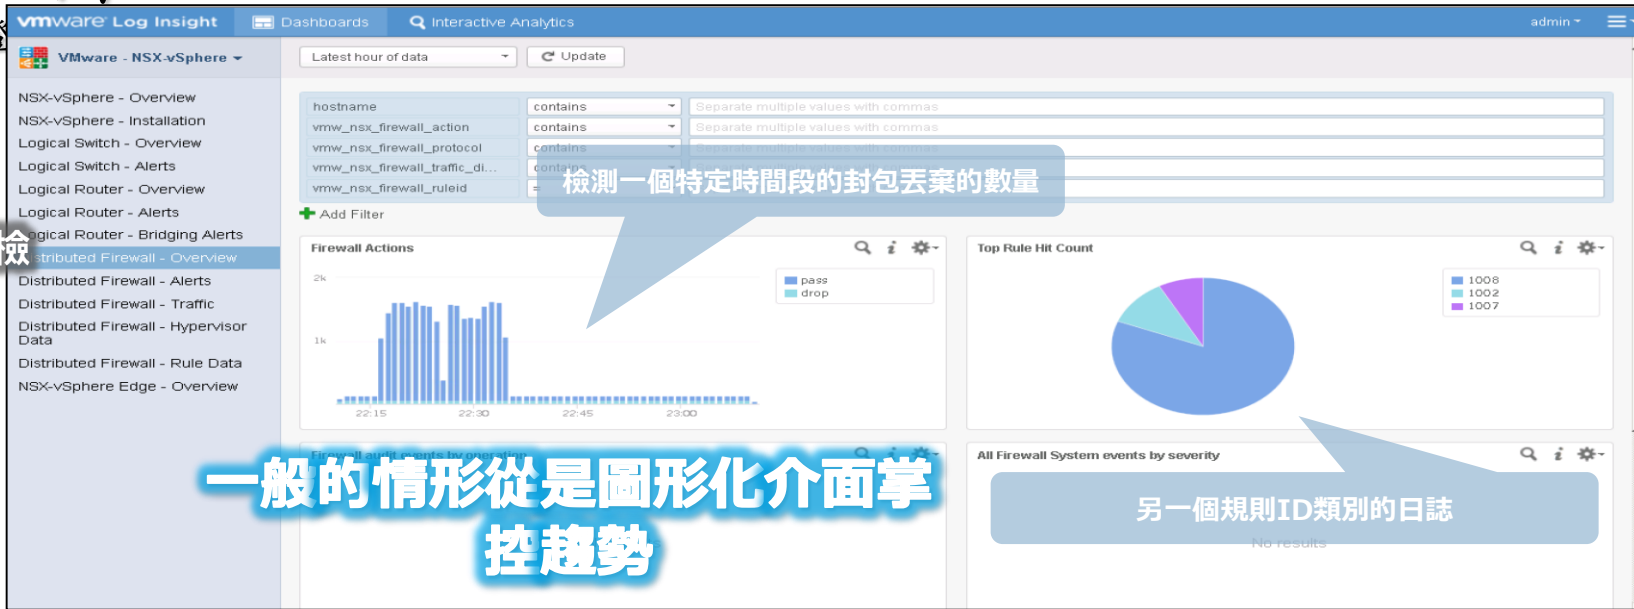 vmware Log Insight
Dashboards
Interactive Analytics
admin
VMware - NSX-vSphere
Latest hour of data
Update
NSX-vSphere - Overview
NSX-vSphere - Installation
Logical Switch - Overview
Logical Switch - Alerts
Logical Router - Overview
Logical Router - Alerts
Logical Router - Bridging Alerts
檢
Distributed Firewall - Overview
Distributed Firewall - Alerts
Distributed Firewall - Traffic
Distributed Firewall - Hypervisor
Data
Distributed Firewall - Rule Data
NSX-vSphere Edge - Overview
hostname contains Separate multiple values with commas
vmw_nsx_firewall_action contains Separate multiple values with commas
vmw_nsx_firewall_protocol contains
vmw_nsx_firewall_traffic_di... contains
vmw_nsx_firewall_ruleid =
檢測一個特定時間段的封包丟棄的數量
Add Filter
Firewall Actions
2k
1k
22:15 22:30 22:45 23:00
pass
drop
Top Rule Hit Count
1008
1002
1007
Firewall audit events by operation
一般的情形從是圖形化介面掌
控趨勢
All Firewall System events by severity
另一個規則ID類別的日誌
No results